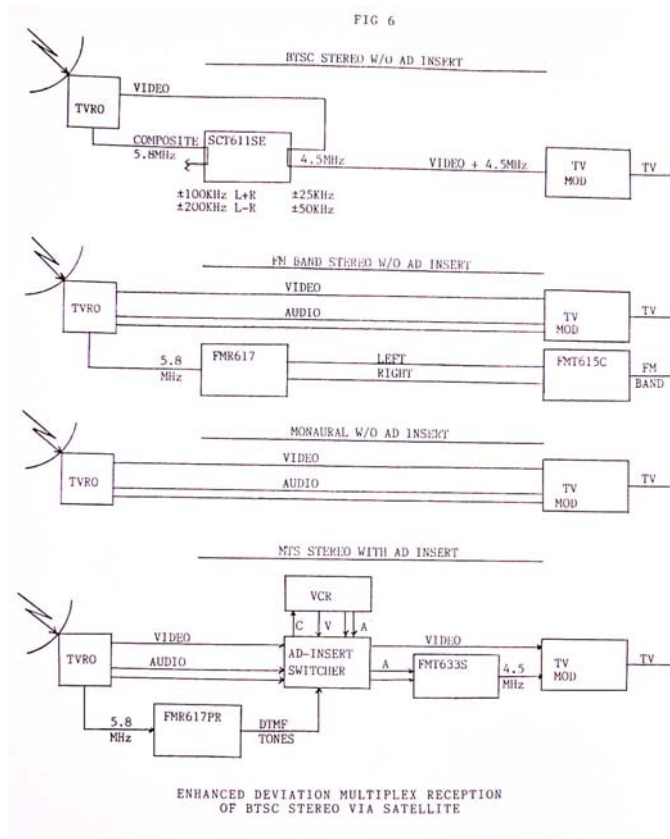 FIG 6
BTSC STEREO W/O AD INSERT
VIDEO
TVRO
COMPOSITE
5.8MHz
SCT611SE
4.5MHz
VIDEO + 4.5MHz
TV
MOD
TV
±100KHz L+R ±25KHz
±200KHz L-R ±50KHz
FM BAND STEREO W/O AD INSERT
VIDEO
TVRO
AUDIO
TV
MOD
TV
5.8
MHz
FMR617
LEFT
RIGHT
FMT615C
FM
BAND
MONAURAL W/O AD INSERT
VIDEO
TVRO
AUDIO
TV
MOD
TV
MTS STEREO WITH AD INSERT
VCR
C V A
VIDEO
TVRO
AUDIO
AD-INSERT
SWITCHER
VIDEO
A
FMT633S
4.5
MHz
TV
MOD
TV
5.8
MHz
FMR617PR
DTMF
TONES
ENHANCED DEVIATION MULTIPLEX RECEPTION
OF BTSC STEREO VIA SATELLITE